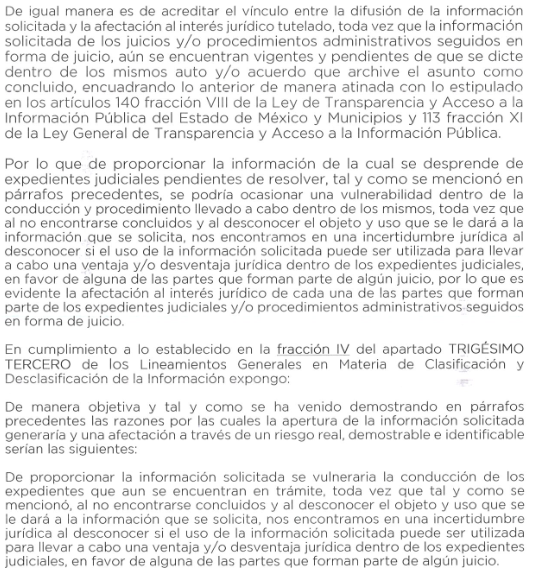 De igual manera es de acreditar el vínculo entre la difusión de la información
solicitada y la afectación al interés jurídico tutelado, toda vez que la información
solicitada de los juicios y/o procedimientos administrativos seguidos en
forma de juicio, aún se encuentran vigentes y pendientes de que se dicte
dentro de los mismos auto y/o acuerdo que archive el asunto como
concluido, encuadrando lo anterior de manera atinada con lo estipulado
en los artículos 140 fracción VIII de la Ley de Transparencia y Acceso a la
Información Pública del Estado de México y Municipios y 113 fracción XI
de la Ley General de Transparencia y Acceso a la Información Pública.
Por lo que de proporcionar la información de la cual se desprende de
expedientes judiciales pendientes de resolver, tal y como se mencionó en
párrafos precedentes, se podría ocasionar una vulnerabilidad dentro de la
conducción y procedimiento llevado a cabo dentro de los mismos, toda vez que
al no encontrarse concluidos y al desconocer el objeto y uso que se le dará a la
información que se solicita, nos encontramos en una incertidumbre jurídica al
desconocer si el uso de la información solicitada puede ser utilizada para llevar
a cabo una ventaja y/o desventaja jurídica dentro de los expedientes judiciales,
en favor de alguna de las partes que forman parte de algún juicio, por lo que es
evidente la afectación al interés jurídico de cada una de las partes que forman
parte de los expedientes judiciales y/o procedimientos administrativos seguidos
en forma de juicio.
En cumplimiento a lo establecido en la fracción IV del apartado TRIGÉSIMO
TERCERO de los Lineamientos Generales en Materia de Clasificación y
Desclasificación de la Información expongo:
De manera objetiva y tal y como se ha venido demostrando en párrafos
precedentes las razones por las cuales la apertura de la información solicitada
generaría y una afectación a través de un riesgo real, demostrable e identificable
serían las siguientes:
De proporcionar la información solicitada se vulneraria la conducción de los
expedientes que aun se encuentran en trámite, toda vez que tal y como se
mencionó, al no encontrarse concluidos y al desconocer el objeto y uso que se
le dará a la información que se solicita, nos encontramos en una incertidumbre
jurídica al desconocer si el uso de la información solicitada puede ser utilizada
para llevar a cabo una ventaja y/o desventaja jurídica dentro de los expedientes
judiciales, en favor de alguna de las partes que forman parte de algún juicio.